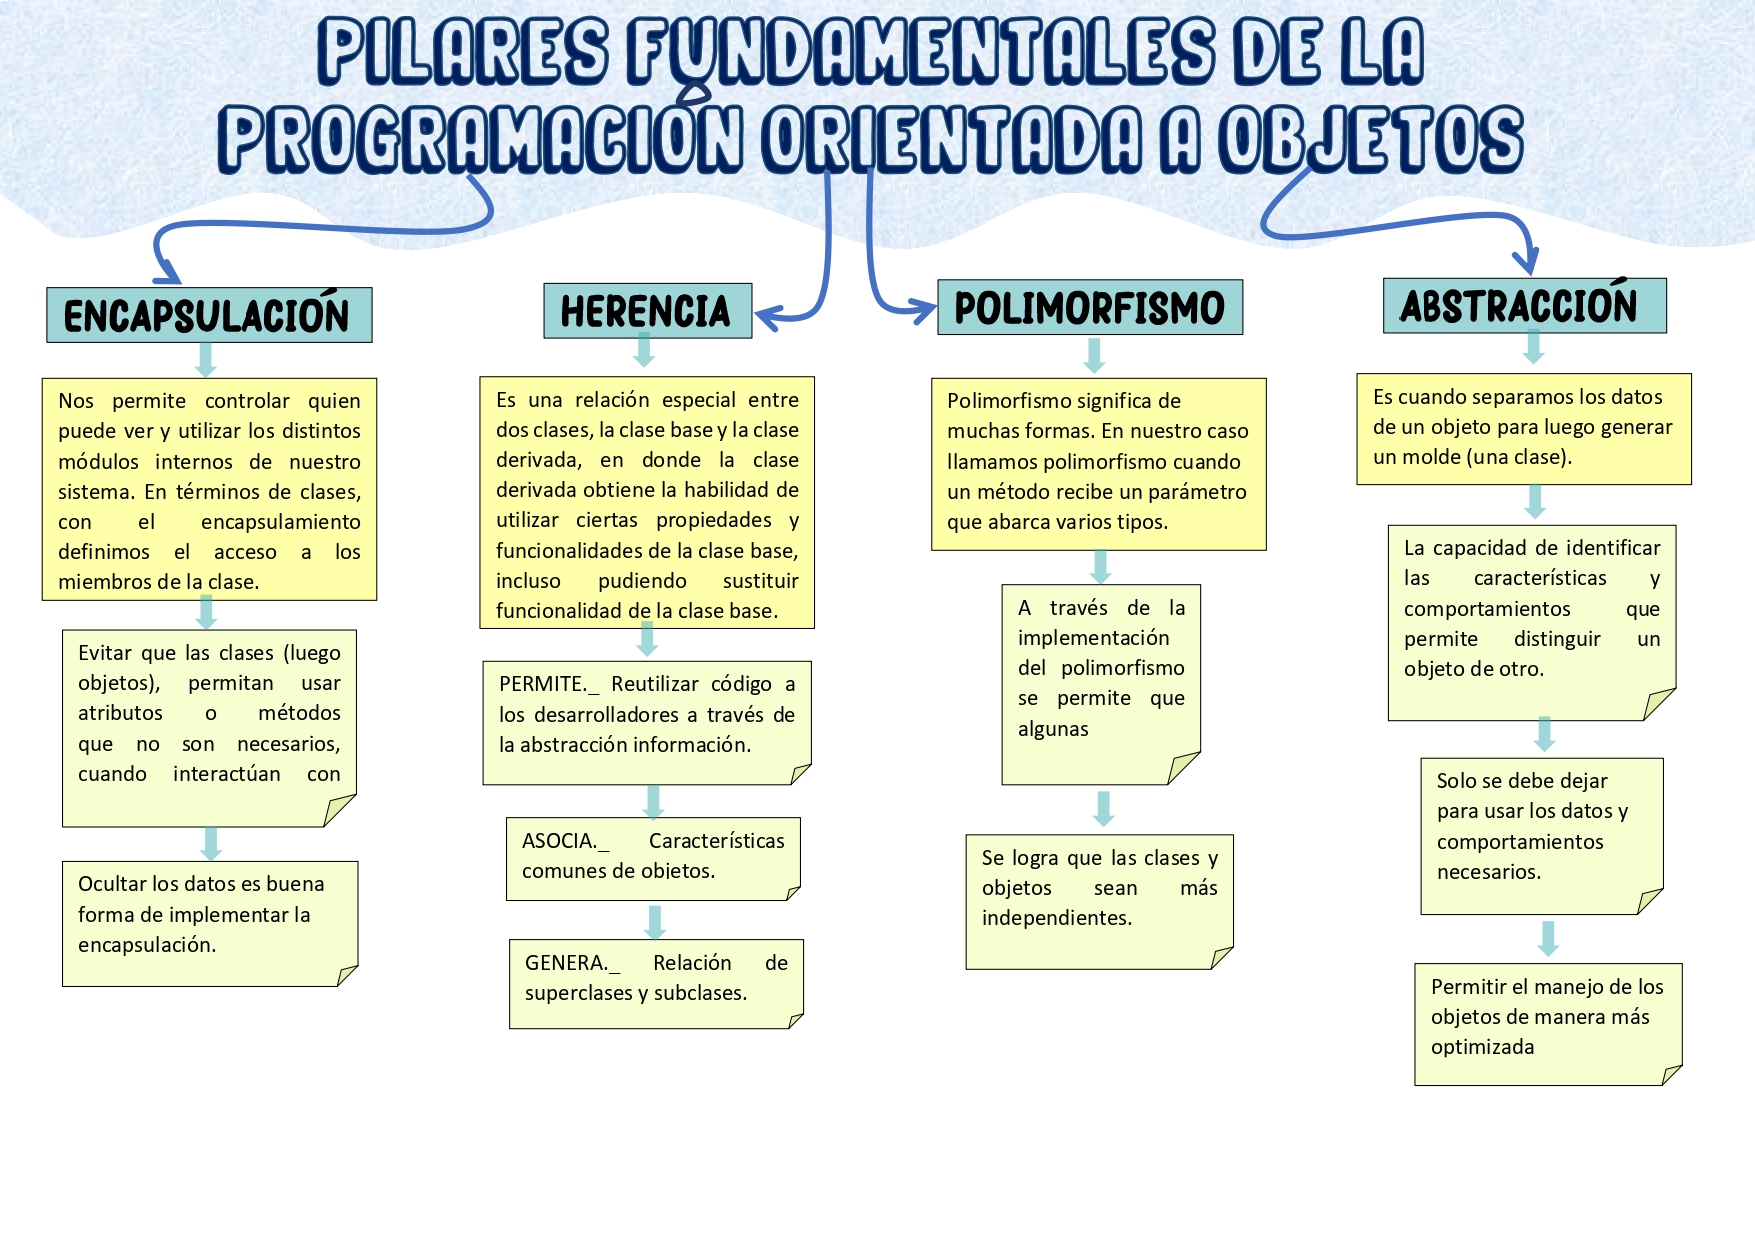 PILARES FUNDAMENTALES DE LA
PROGRAMACIÓN ORIENTADA A OBJETOS
ENCAPSULACIÓN
Nos permite controlar quien
puede ver y utilizar los distintos
módulos internos de nuestro
sistema. En términos de clases,
con el encapsulamiento
definimos el acceso a los
miembros de la clase.
Evitar que las clases (luego
objetos), permitan usar
atributos o métodos
que no son necesarios,
cuando interactúan con
Ocultar los datos es buena
forma de implementar la
encapsulación.
HERENCIA
Es una relación especial entre
dos clases, la clase base y la clase
derivada, en donde la clase
derivada obtiene la habilidad de
utilizar ciertas propiedades y
funcionalidades de la clase base,
incluso pudiendo sustituir
funcionalidad de la clase base.
PERMITE._ Reutilizar código a
los desarrolladores a través de
la abstracción información.
ASOCIA._ Características
comunes de objetos.
GENERA._ Relación de
superclases y subclases.
POLIMORFISMO
Polimorfismo significa de
muchas formas. En nuestro caso
llamamos polimorfismo cuando
un método recibe un parámetro
que abarca varios tipos.
A través de la
implementación
del polimorfismo
se permite que
algunas
Se logra que las clases y
objetos sean más
independientes.
ABSTRACCIÓN
Es cuando separamos los datos
de un objeto para luego generar
un molde (una clase).
La capacidad de identificar
las características y
comportamientos que
permite distinguir un
objeto de otro.
Solo se debe dejar
para usar los datos y
comportamientos
necesarios.
Permitir el manejo de los
objetos de manera más
optimizada